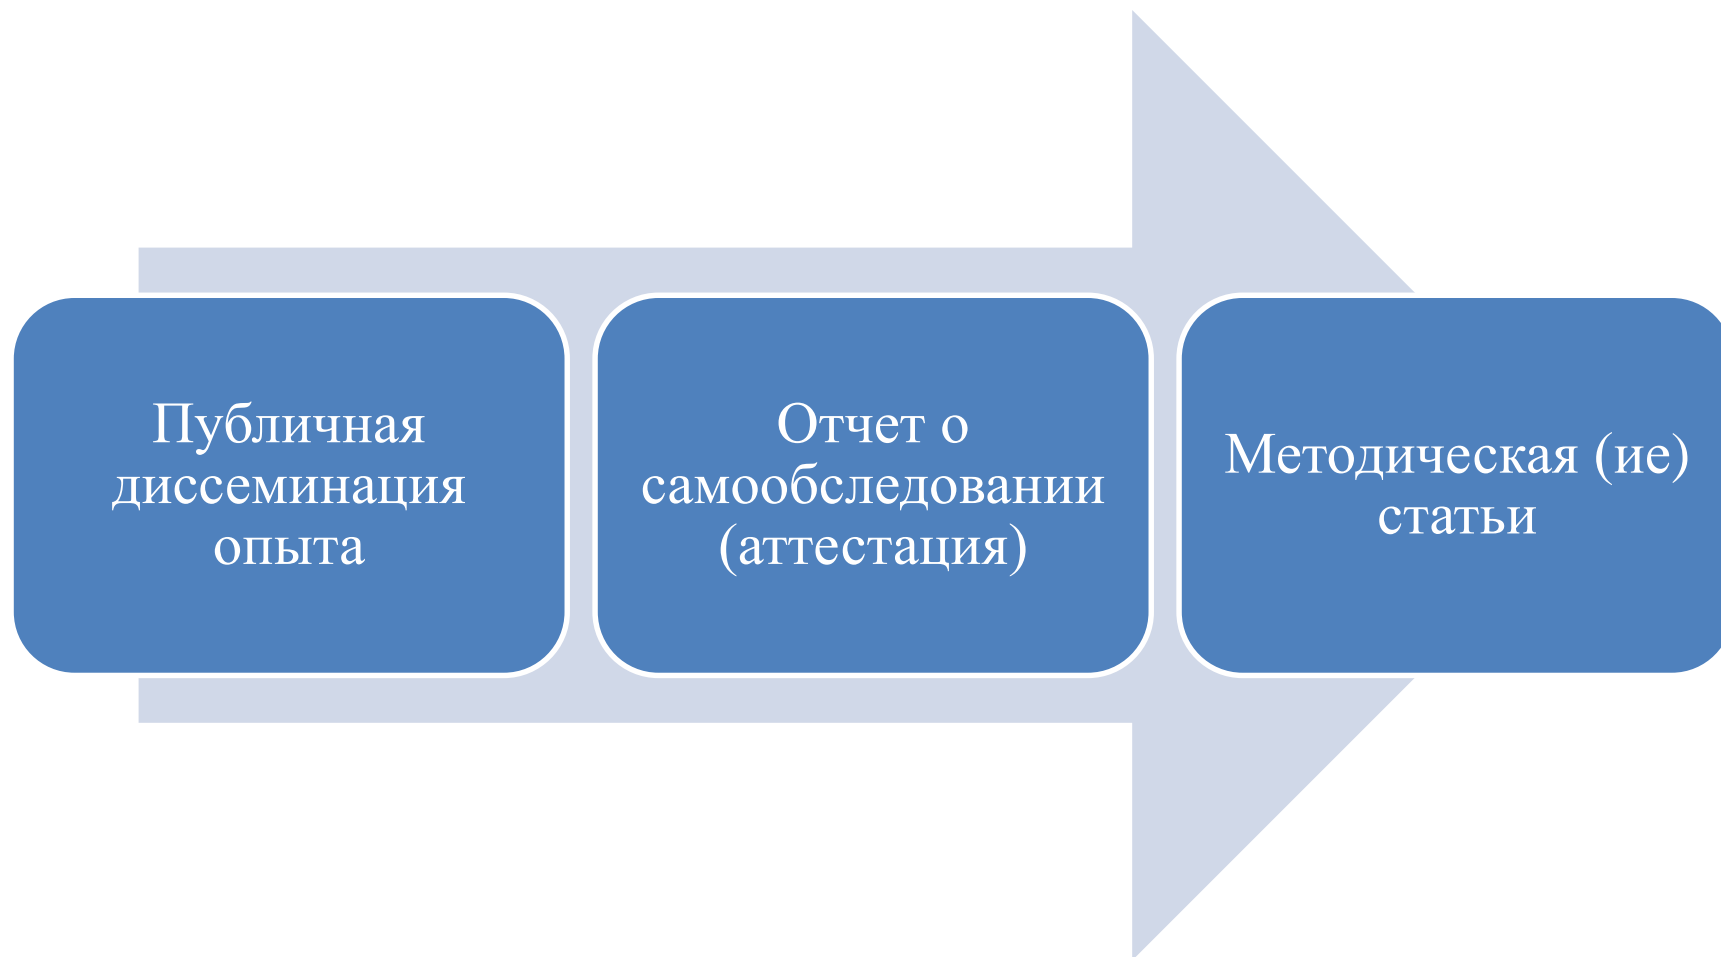 Публичная
диссеминация
опыта
Отчет о
самообследовании
(аттестация)
Методическая (ие)
статьи